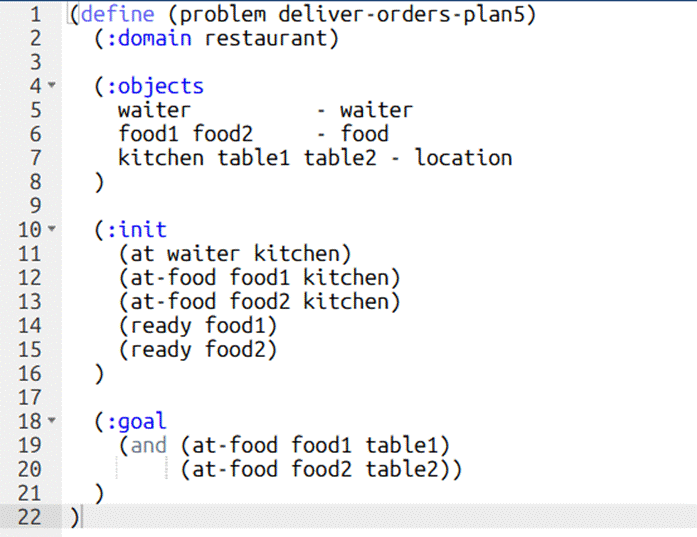 1 (define (problem deliver-orders-plan5)
2   (:domain restaurant)
3
4   (:objects
5     waiter          - waiter
6     food1 food2     - food
7     kitchen table1 table2 - location
8   )
9
10   (:init
11     (at waiter kitchen)
12     (at-food food1 kitchen)
13     (at-food food2 kitchen)
14     (ready food1)
15     (ready food2)
16   )
17
18   (:goal
19     (and (at-food food1 table1)
20          (at-food food2 table2))
21   )
22 )